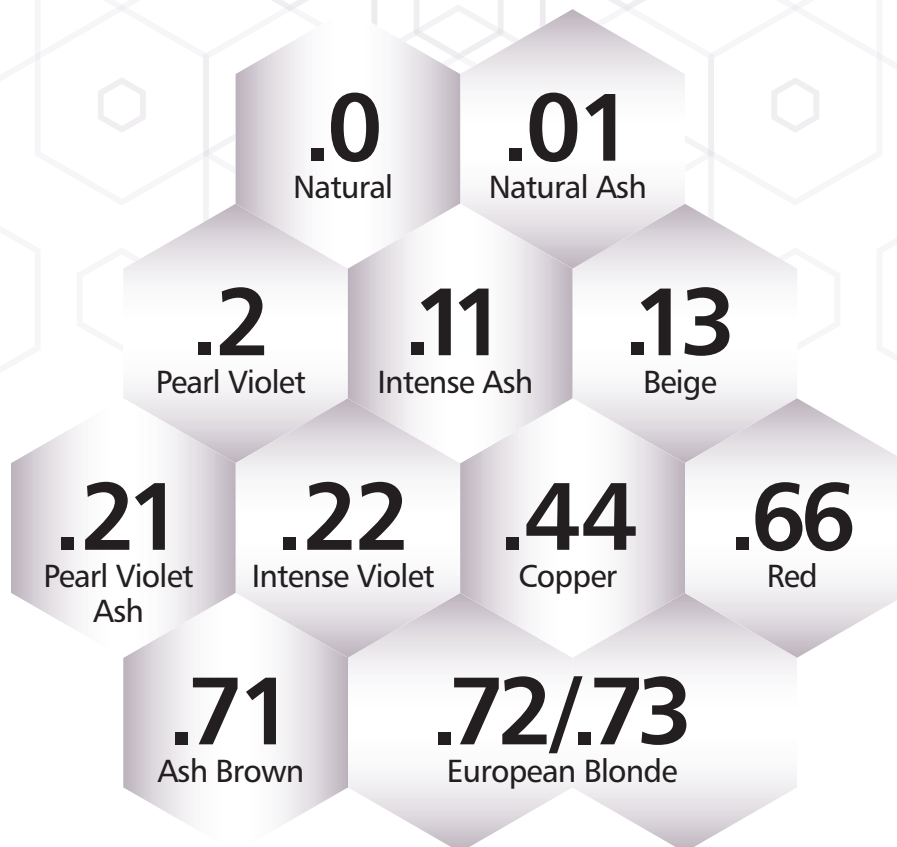 .0
Natural
.01
Natural Ash
.2
Pearl Violet
.11
Intense Ash
.13
Beige
.21
Pearl Violet
Ash
.22
Intense Violet
.44
Copper
.66
Red
.71
Ash Brown
.72/.73
European Blonde